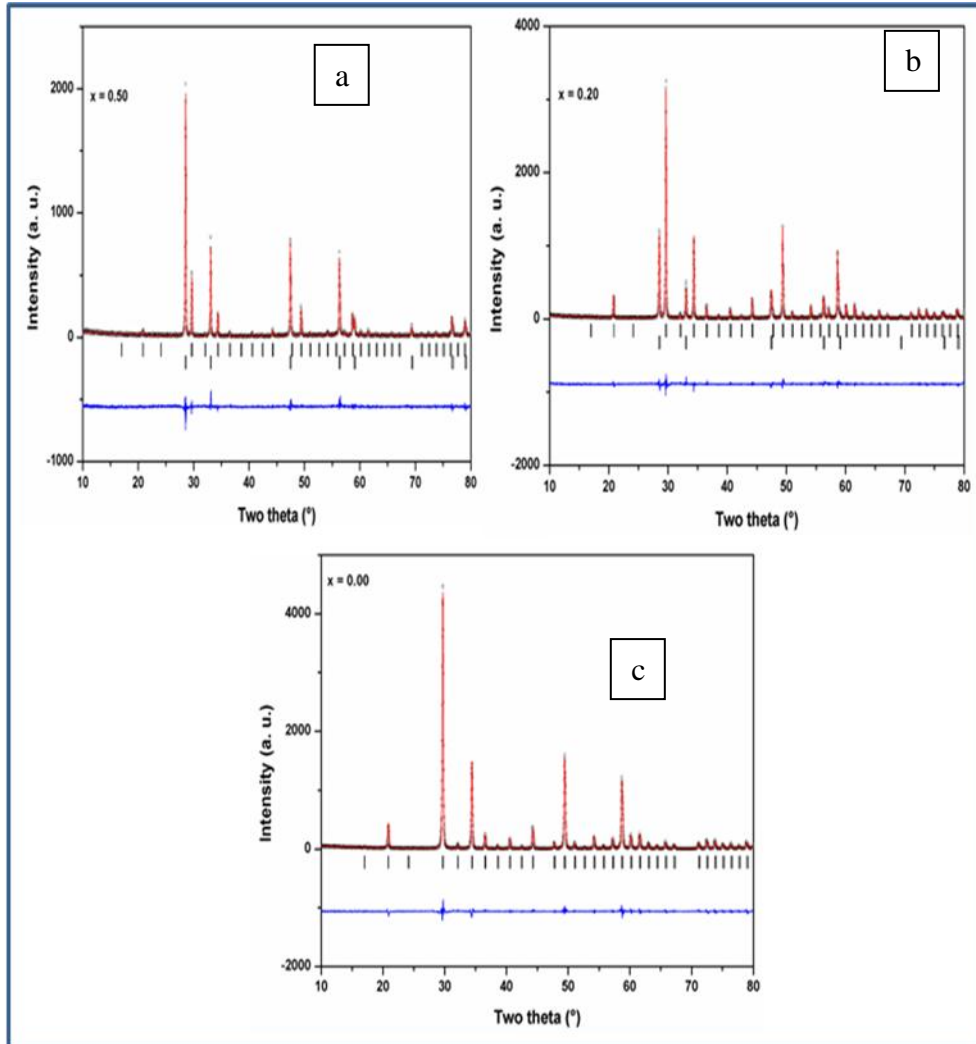 a
x = 0.50
2000
1000
0
-1000
Intensity (a. u.)
10 20 30 40 50 60 70 80
Two theta (°)
b
x = 0.20
4000
2000
0
-2000
Intensity (a. u.)
10 20 30 40 50 60 70 80
Two theta (°)
c
x = 0.00
4000
2000
0
-2000
Intensity (a. u.)
10 20 30 40 50 60 70 80
Two theta (°)